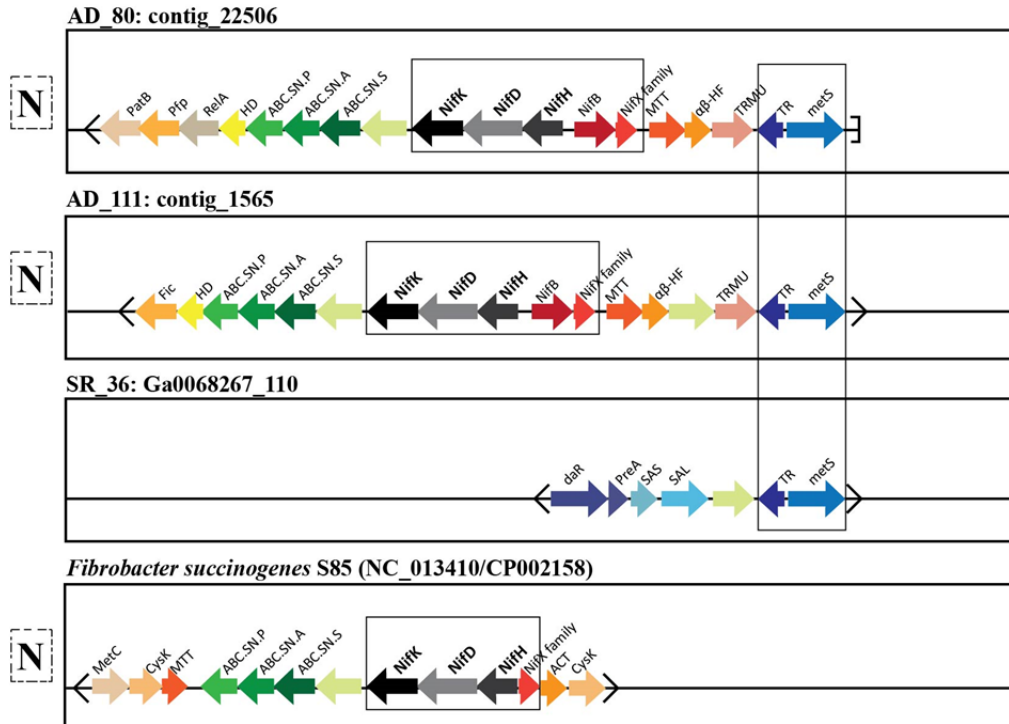 AD_80: contig_22506
N
PatB Pfp RelA HD ABC.SN.P ABC.SN.A ABC.SN.S NifK NifD NifH NifB NifX family MTT αβ-HF TRMU TR metS
AD_111: contig_1565
N
Fic HD ABC.SN.P ABC.SN.A ABC.SN.S NifK NifD NifH NifB NifX family MTT αβ-HF TRMU TR metS
SR_36: Ga0068267_110
daR PreA SAS SAL TR metS
Fibrobacter succinogenes S85 (NC_013410/CP002158)
N
MetC CysK MTT ABC.SN.P ABC.SN.A ABC.SN.S NifK NifD NifH NifX family ACT CysK